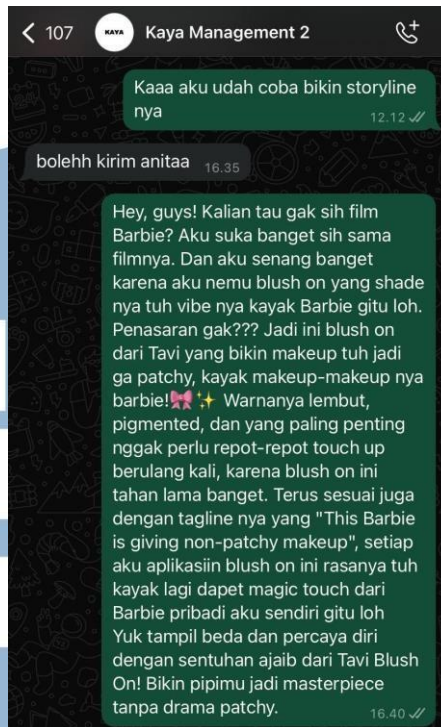 107
KAYA
Kaya Management 2
Kaaa aku udah coba bikin storyline
nya
12.12
bolehh kirim anitaa
16.35
Hey, guys! Kalian tau gak sih film
Barbie? Aku suka banget sih sama
filmnya. Dan aku senang banget
karena aku nemu blush on yang shade
nya tuh vibe nya kayak Barbie gitu loh.
Penasaran gak??? Jadi ini blush on
dari Tavi yang bikin makeup tuh jadi
ga patchy, kayak makeup-makeup nya
barbie!🎀✨ Warnanya lembut,
pigmented, dan yang paling penting
nggak perlu repot-repot touch up
berulang kali, karena blush on ini
tahan lama banget. Terus sesuai juga
dengan tagline nya yang "This Barbie
is giving non-patchy makeup", setiap
aku aplikasiin blush on ini rasanya tuh
kayak lagi dapet magic touch dari
Barbie pribadi aku sendiri gitu loh
Yuk tampil beda dan percaya diri
dengan sentuhan ajaib dari Tavi Blush
On! Bikin pipimu jadi masterpiece
tanpa drama patchy.
16.40